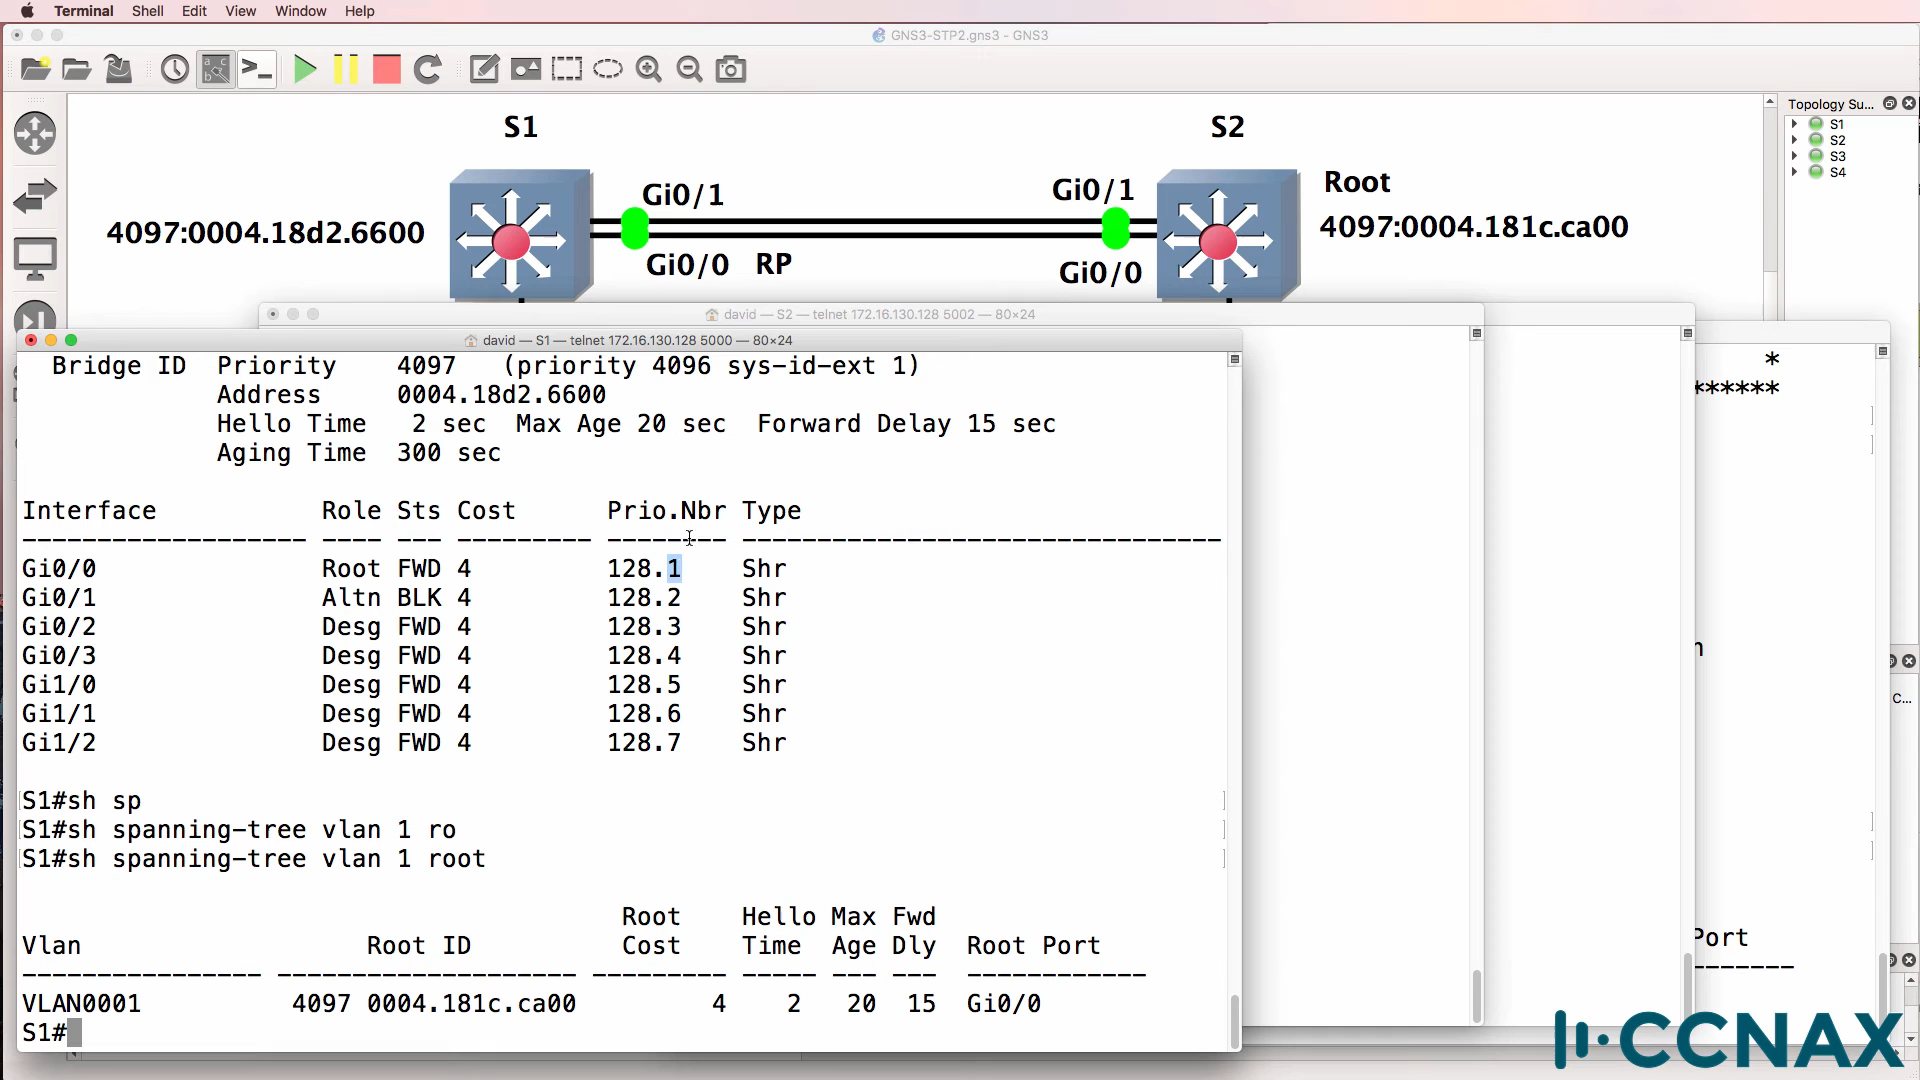 Terminal Shell Edit View Window Help
GNS3-STP2.gns3 - GNS3
Topology Su...
S1
S2
S3
S4
S1
S2
Gi0/1
Gi0/1
Root
4097:0004.18d2.6600
4097:0004.181c.ca00
Gi0/0 RP
Gi0/0
david — S2 — telnet 172.16.130.128 5002 — 80×24
david — S1 — telnet 172.16.130.128 5000 — 80×24
Bridge ID Priority 4097 (priority 4096 sys-id-ext 1)
Address 0004.18d2.6600
Hello Time 2 sec Max Age 20 sec Forward Delay 15 sec
Aging Time 300 sec
Interface Role Sts Cost Prio.Nbr Type
------------------- ---- --- --------- -------- --------------------------------
Gi0/0 Root FWD 4 128.1 Shr
Gi0/1 Altn BLK 4 128.2 Shr
Gi0/2 Desg FWD 4 128.3 Shr
Gi0/3 Desg FWD 4 128.4 Shr
Gi1/0 Desg FWD 4 128.5 Shr
Gi1/1 Desg FWD 4 128.6 Shr
Gi1/2 Desg FWD 4 128.7 Shr
S1#sh sp
S1#sh spanning-tree vlan 1 ro
S1#sh spanning-tree vlan 1 root
Root Hello Max Fwd
Vlan Root ID Cost Time Age Dly Root Port
---------------- -------------------- --------- ----- --- --- ------------
VLAN0001 4097 0004.181c.ca00 4 2 20 15 Gi0/0
S1#
*
******
n
C...
Port
-------
CCNAX